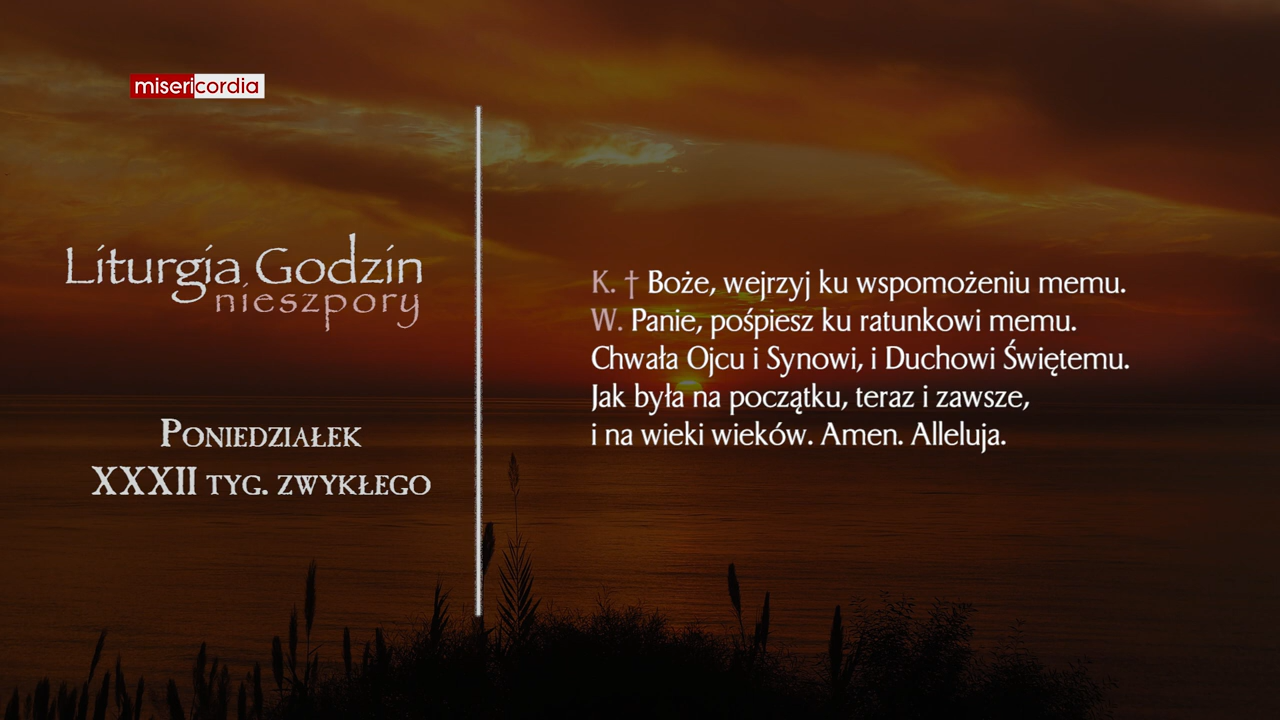 misericordia
Liturgia Godzin
nieszpory
Poniedziałek
XXXII tyg. zwykłego
K. † Boże, wejrzyj ku wspomożeniu memu.
W. Panie, pośpiesz ku ratunkowi memu.
Chwała Ojcu i Synowi, i Duchowi Świętemu.
Jak była na początku, teraz i zawsze,
i na wieki wieków. Amen. Alleluja.